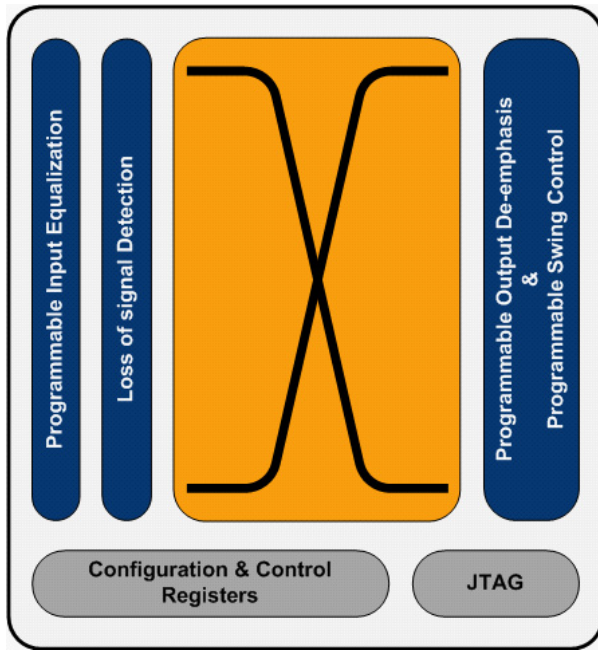 Programmable Input Equalization
Loss of signal Detection
Programmable Output De-emphasis
&
Programmable Swing Control
Configuration & Control
Registers
JTAG